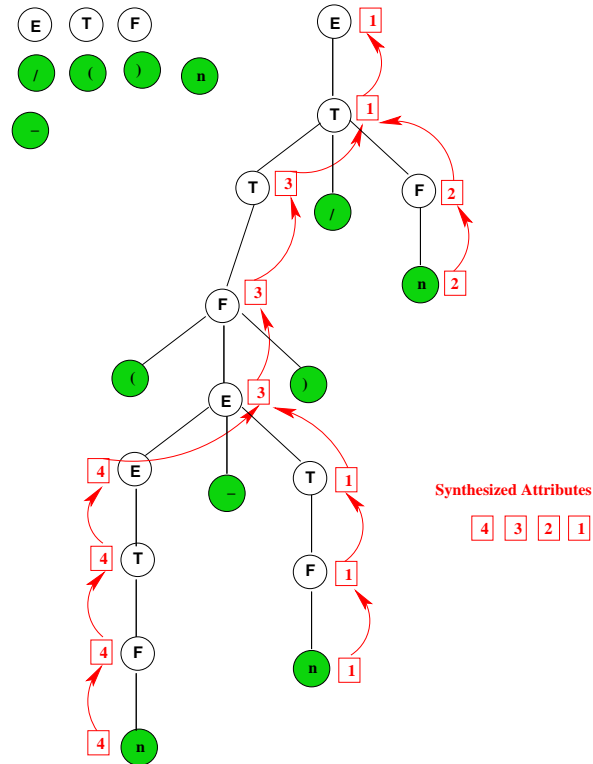 E T F E 1
/ ( ) n
–
T 1
T 3 F 2
/
n 2
F 3
( )
E 3
4 E T 1
–
Synthesized Attributes
4 3 2 1
4 T F 1
4 F n 1
4 n